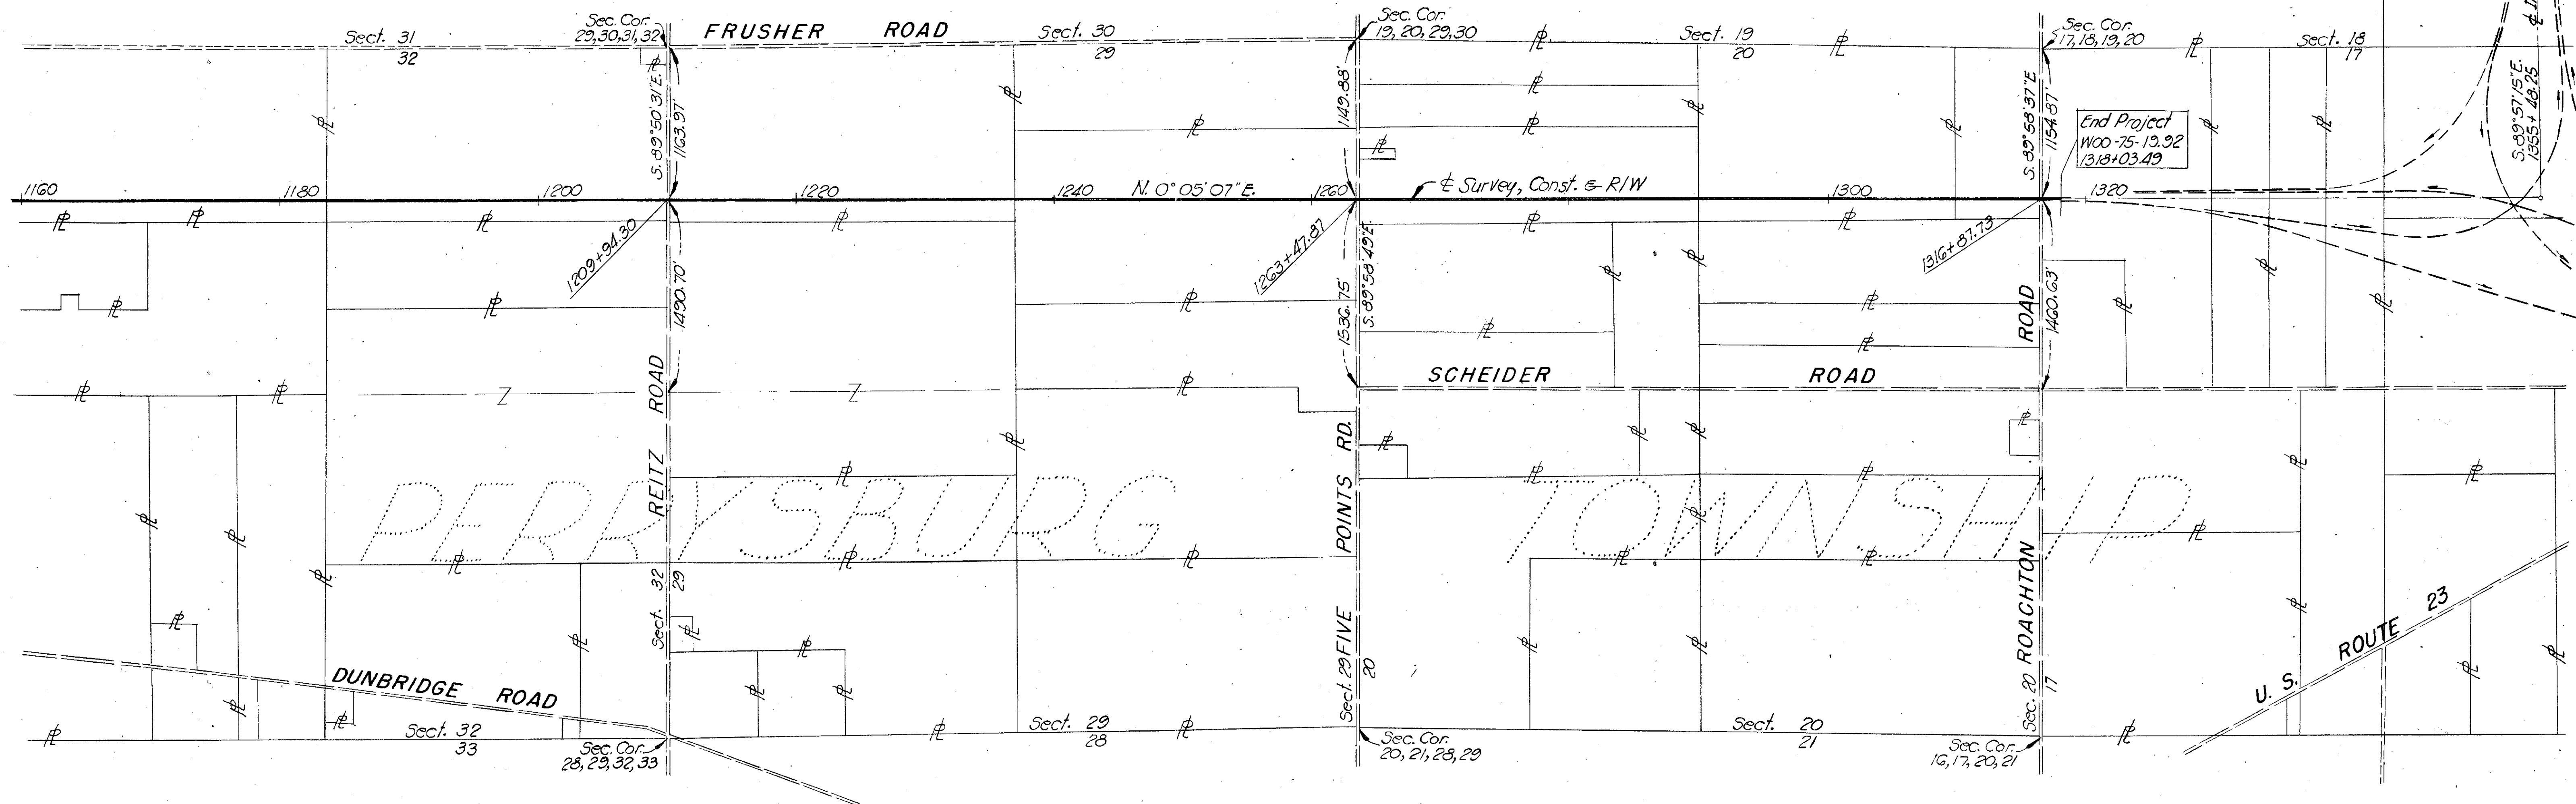 Sect. 31
32
Sec. Cor.
29,30,31,32
FRUSHER ROAD
Sect. 30
29
Sec. Cor.
19, 20, 29, 30
Sect. 19
20
Sec. Cor.
17, 18, 19, 20
Sect. 18
17
S. 89° 50' 31" E.
1163.97'
1149.88'
S. 89° 58' 37" E
1154.87'
End Project
WOO-75-19.92
1318+03.49
S. 89° 57' 15" E.
1355+48.25
1160
1180
1200
1220
1240
N. 0° 05' 07" E.
1260
℄ Survey, Const. & R/W
1300
1320
1209+94.30
1490.70'
1263+47.87
1536.75'
S. 89° 58' 49" E.
1316+87.73
1460.63'
SCHEIDER ROAD
REITZ ROAD
FIVE POINTS RD.
ROACHTON ROAD
PERRYSBURG TOWNSHIP
Sect. 32
29
Sect. 29
20
Sec. 20
17
DUNBRIDGE ROAD
U. S. ROUTE 23
Sect. 32
33
Sec. Cor.
28, 29, 32, 33
Sect. 29
28
Sec. Cor.
20, 21, 28, 29
Sect. 20
21
Sec. Cor.
16, 17, 20, 21